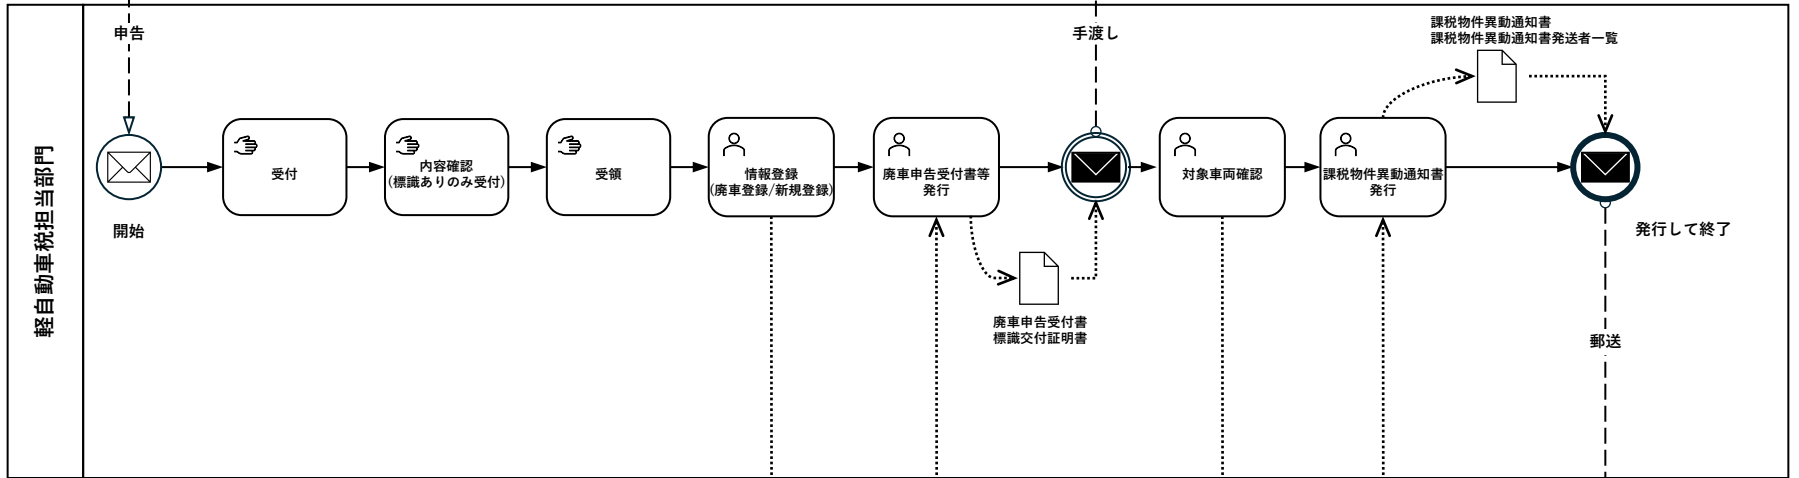 軽自動車税担当部門
申告
開始
受付
内容確認
(標識ありのみ受付)
受領
情報登録
(廃車登録/新規登録)
廃車申告受付書等
発行
廃車申告受付書
標識交付証明書
手渡し
対象車両確認
課税物件異動通知書
発行
課税物件異動通知書
課税物件異動通知書発送者一覧
発行して終了
郵送